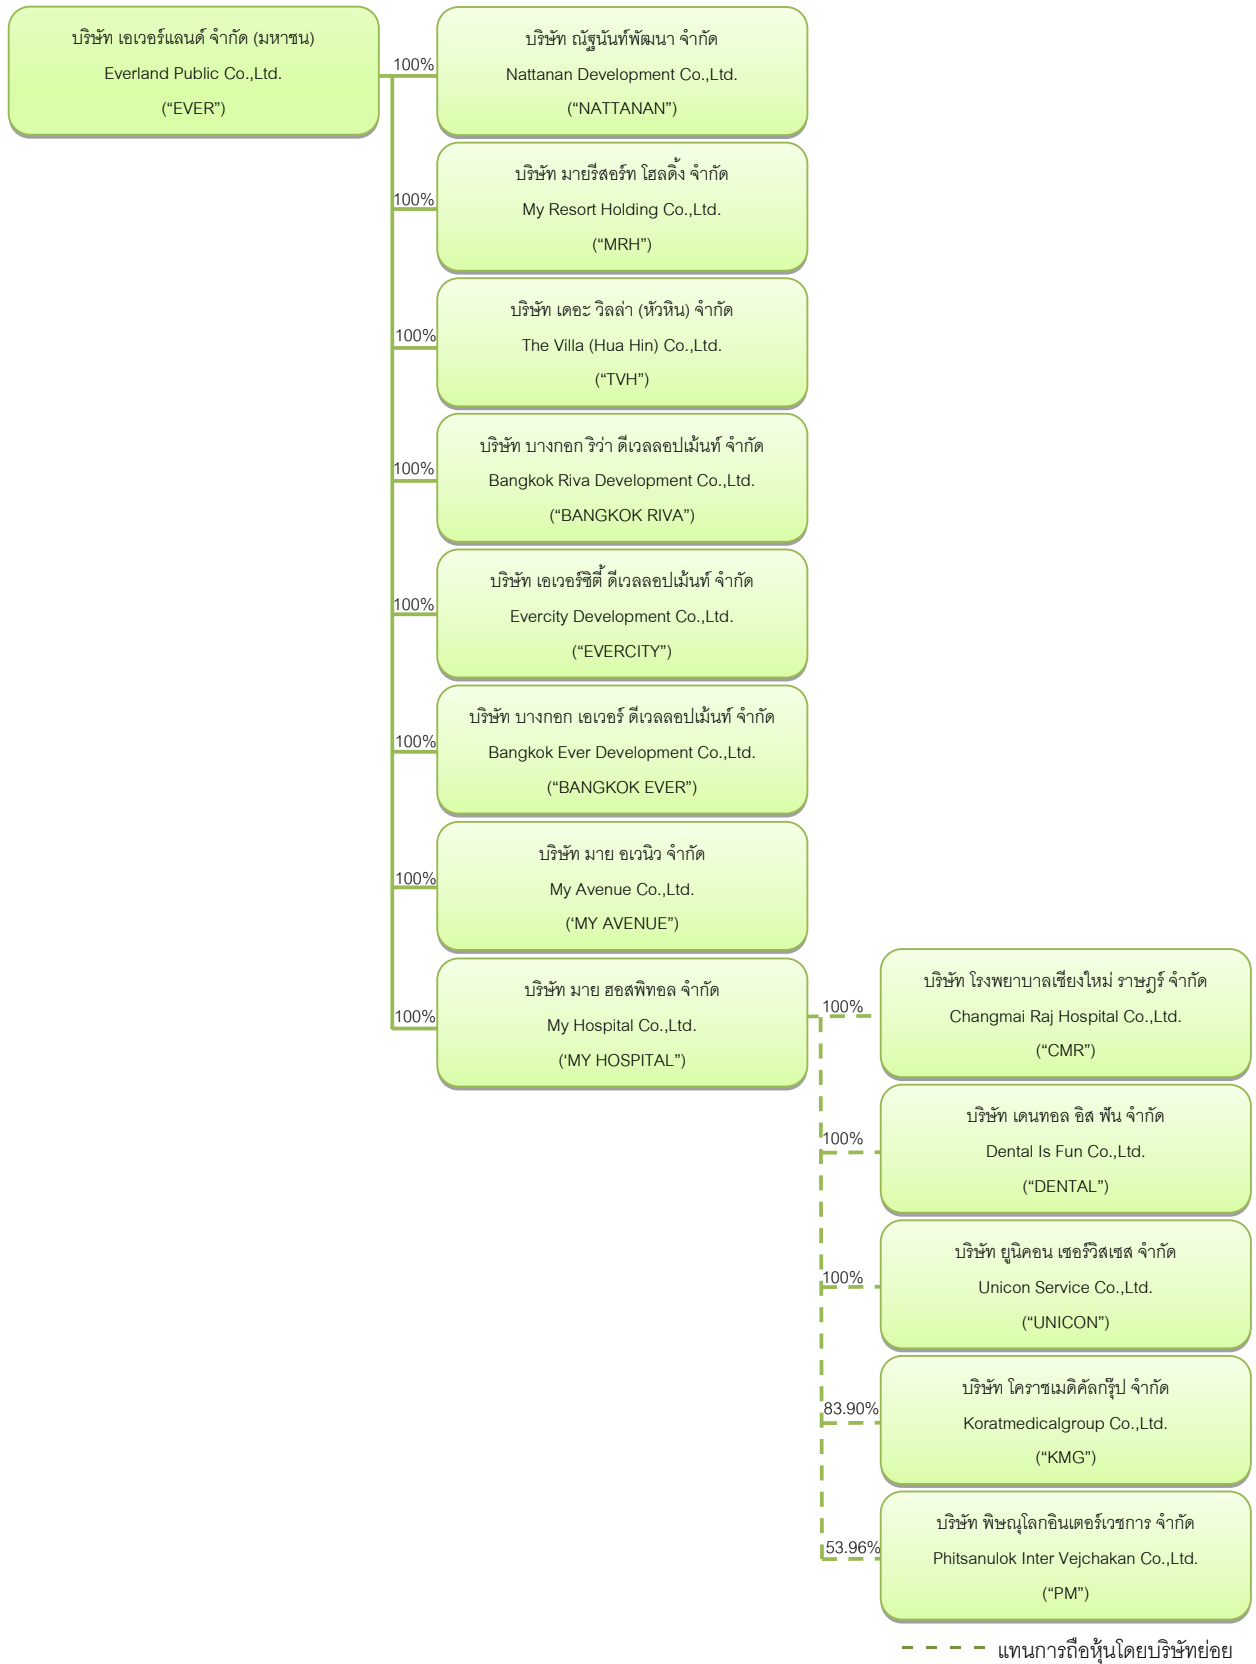 บริษัท เอเวอร์แลนด์ จำกัด (มหาชน)
Everland Public Co.,Ltd.
(“EVER”)
100%
บริษัท ณัฐนันท์พัฒนา จำกัด
Nattanan Development Co.,Ltd.
(“NATTANAN”)
100%
บริษัท มายรีสอร์ท โฮลดิ้ง จำกัด
My Resort Holding Co.,Ltd.
(“MRH”)
100%
บริษัท เดอะ วิลล่า (หัวหิน) จำกัด
The Villa (Hua Hin) Co.,Ltd.
(“TVH”)
100%
บริษัท บางกอก ริว่า ดีเวลลอปเม้นท์ จำกัด
Bangkok Riva Development Co.,Ltd.
(“BANGKOK RIVA”)
100%
บริษัท เอเวอร์ซิตี้ ดีเวลลอปเม้นท์ จำกัด
Evercity Development Co.,Ltd.
(“EVERCITY”)
100%
บริษัท บางกอก เอเวอร์ ดีเวลลอปเม้นท์ จำกัด
Bangkok Ever Development Co.,Ltd.
(“BANGKOK EVER”)
100%
บริษัท มาย อเวนิว จำกัด
My Avenue Co.,Ltd.
(‘MY AVENUE”)
100%
บริษัท มาย ฮอสพิทอล จำกัด
My Hospital Co.,Ltd.
(‘MY HOSPITAL”)
100%
บริษัท โรงพยาบาลเชียงใหม่ ราษฎร์ จำกัด
Changmai Raj Hospital Co.,Ltd.
(“CMR”)
100%
บริษัท เดนทอล อิส ฟัน จำกัด
Dental Is Fun Co.,Ltd.
(“DENTAL”)
100%
บริษัท ยูนิคอน เซอร์วิสเซส จำกัด
Unicon Service Co.,Ltd.
(“UNICON”)
83.90%
บริษัท โคราชเมดิคัลกรุ๊ป จำกัด
Koratmedicalgroup Co.,Ltd.
(“KMG”)
53.96%
บริษัท พิษณุโลกอินเตอร์เวชการ จำกัด
Phitsanulok Inter Vejchakan Co.,Ltd.
(“PM”)
แทนการถือหุ้นโดยบริษัทย่อย